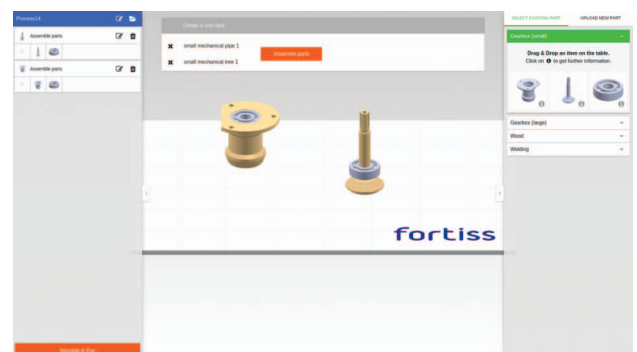 Process14
Assemble parts
Assemble parts
Create a new task
small mechanical pipe 1
small mechanical tree 1
Assemble parts
fortiss
SELECT EXISTING PART
UPLOAD NEW PART
Gearbox (small)
Drag & Drop an item on the table.
Click on to get further information.
Gearbox (large)
Wood
Welding